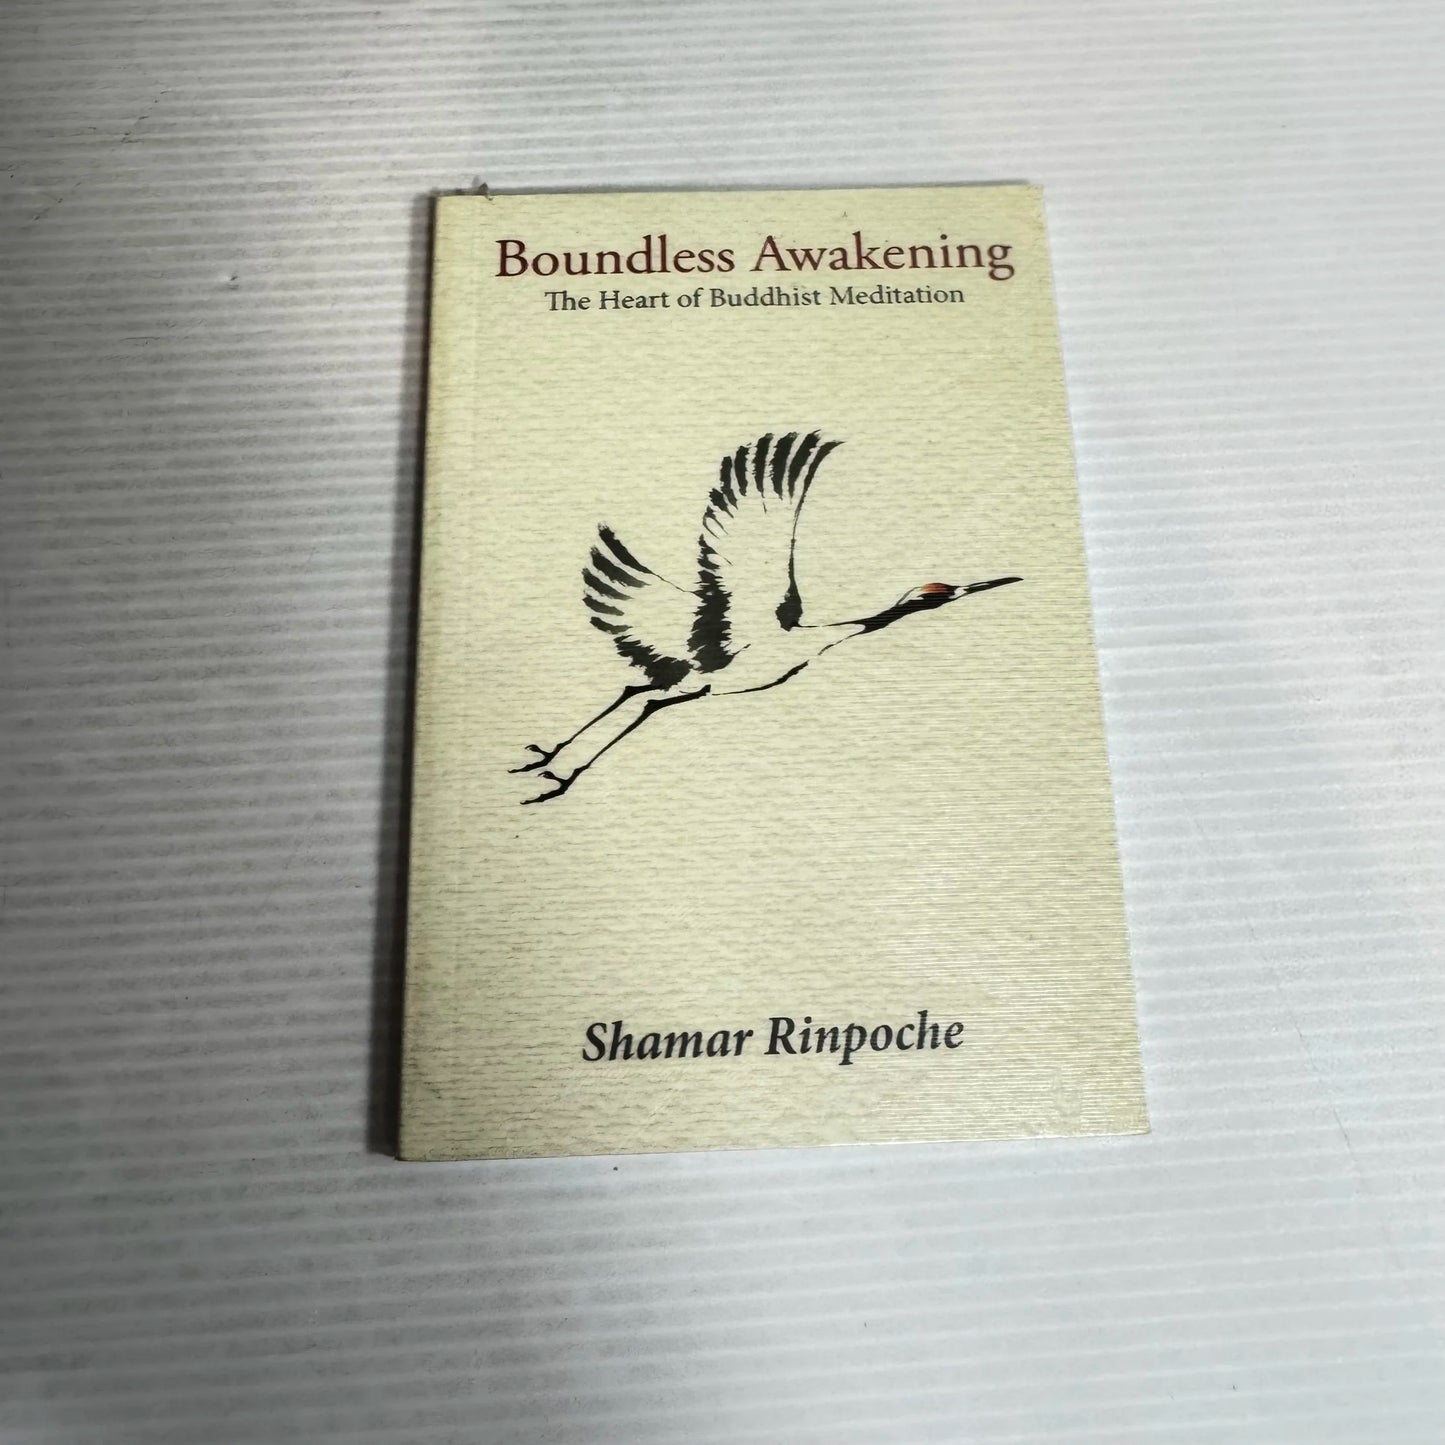 Boundless Awakening
The Heart of Buddhist Meditation
Shamar Rinpoche